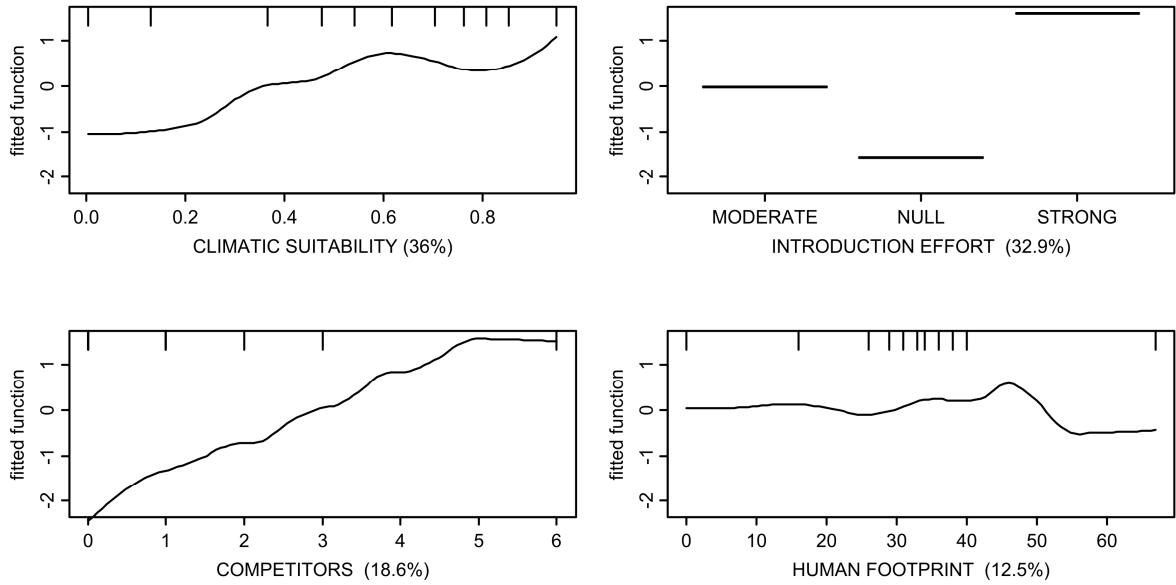 fitted function
1
0
-1
-2
0.0 0.2 0.4 0.6 0.8
CLIMATIC SUITABILITY (36%)
fitted function
1
0
-1
-2
MODERATE NULL STRONG
INTRODUCTION EFFORT (32.9%)
fitted function
1
0
-1
-2
0 1 2 3 4 5 6
COMPETITORS (18.6%)
fitted function
1
0
-1
-2
0 10 20 30 40 50 60
HUMAN FOOTPRINT (12.5%)